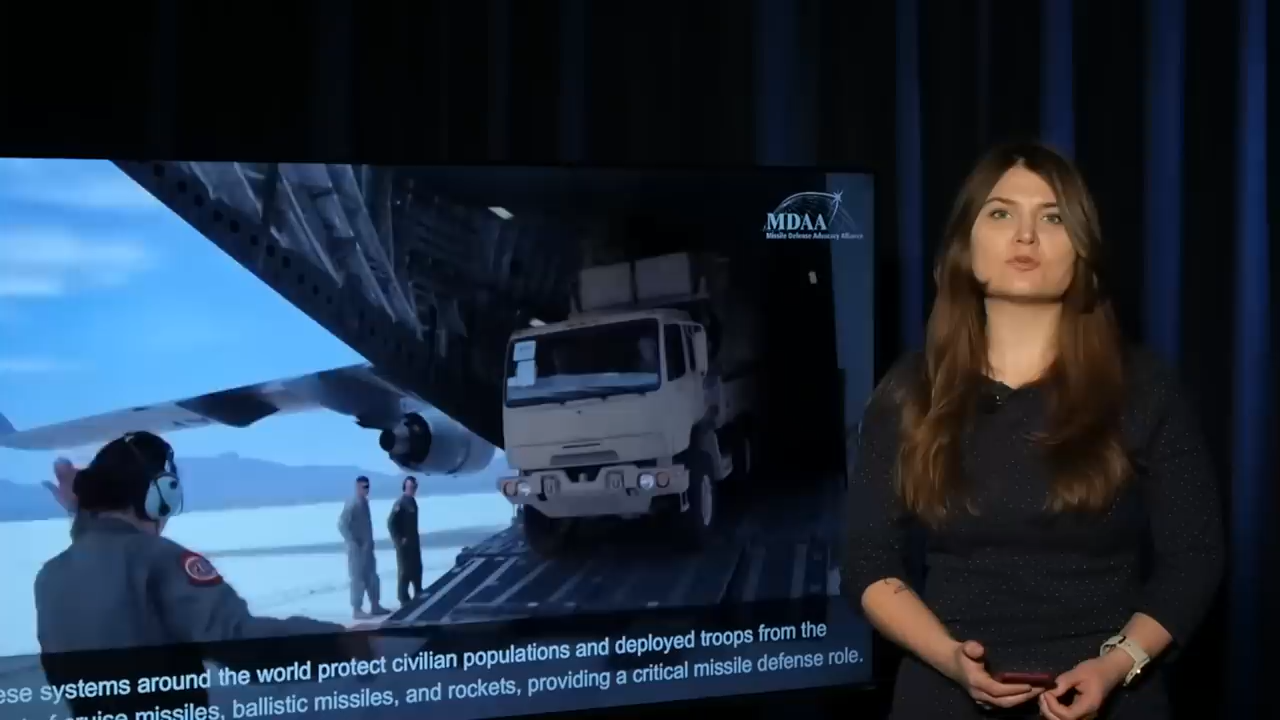 MDAA
Missile Defense Advocacy Alliance
systems around the world protect civilian populations and deployed troops from the
cruise missiles, ballistic missiles, and rockets, providing a critical missile defense role.